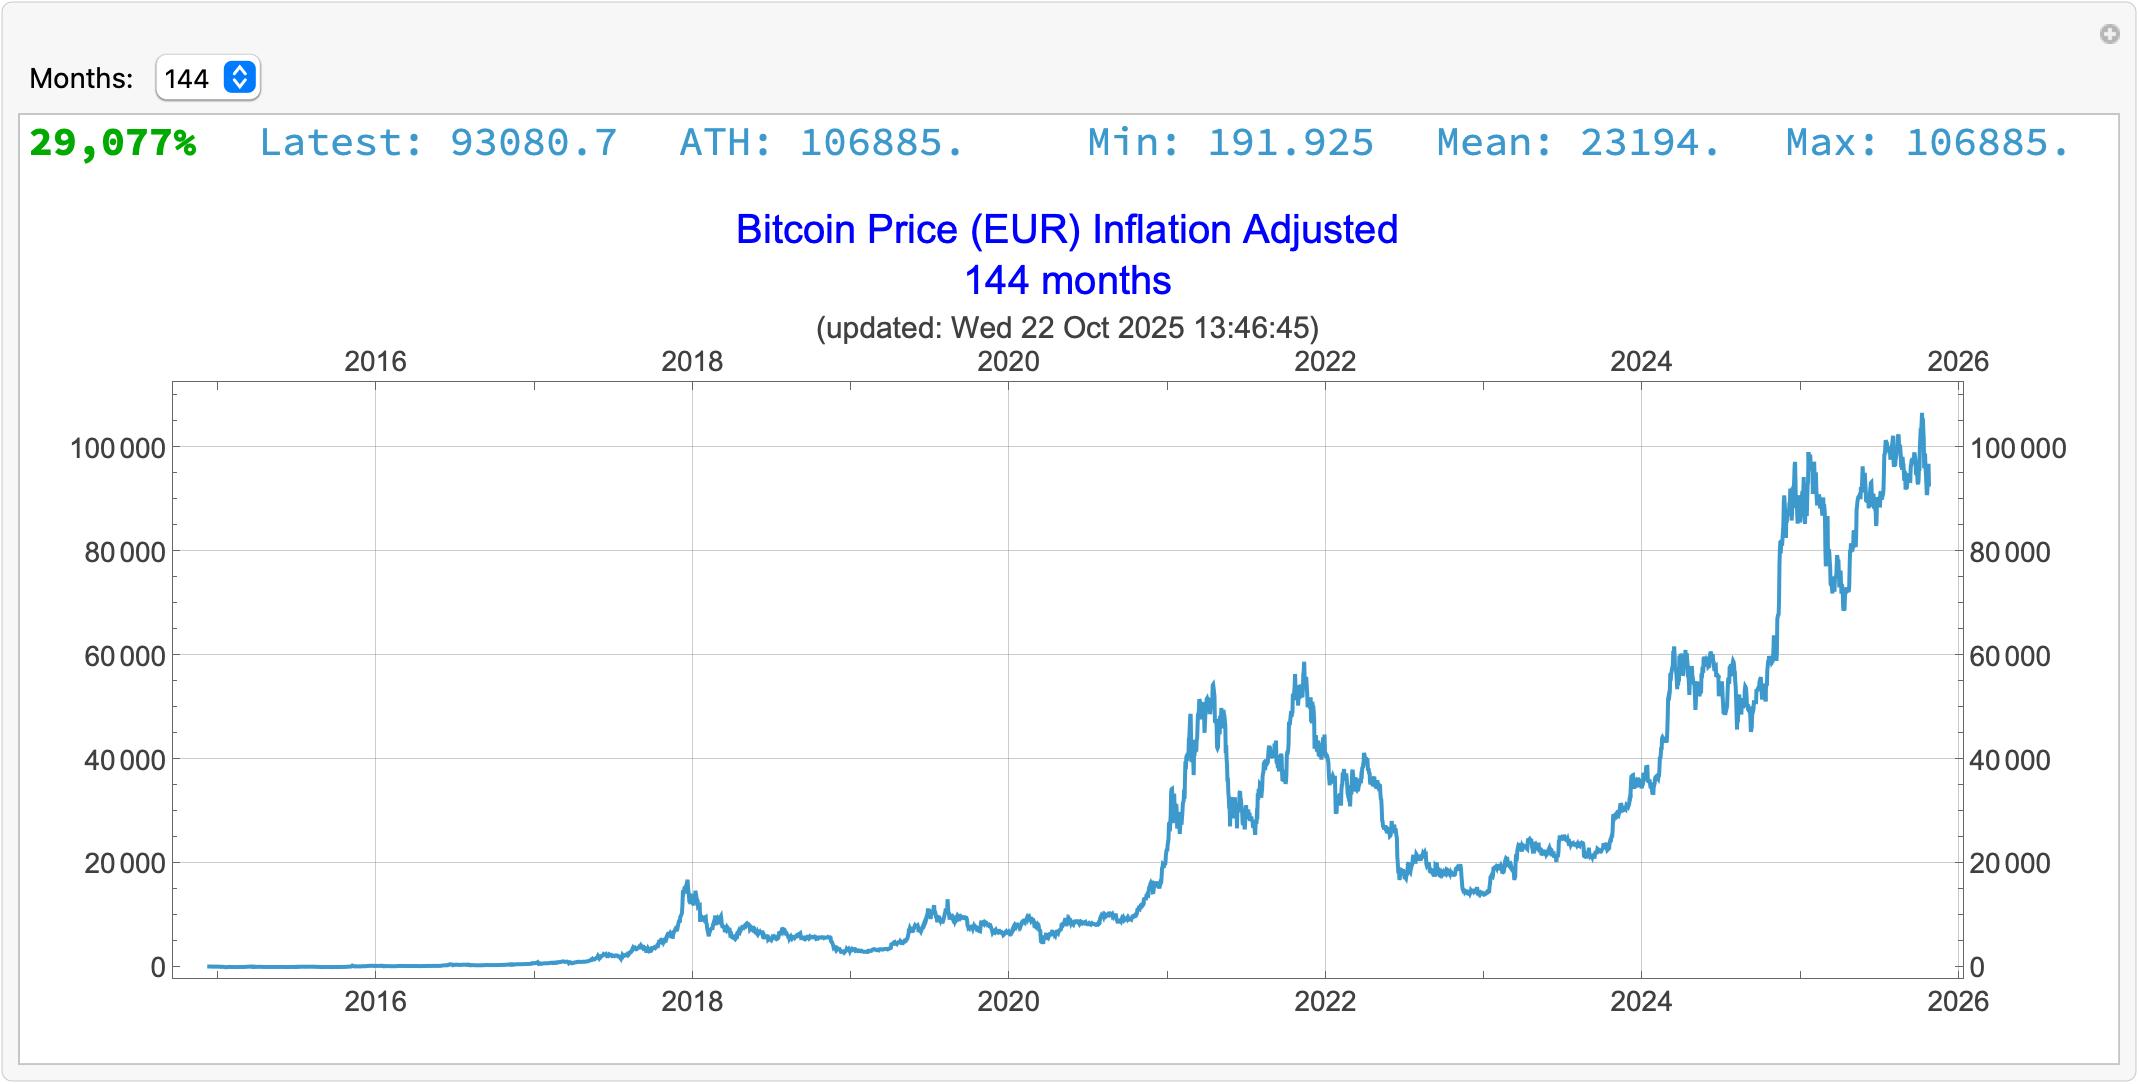 Months: 144
29,077% Latest: 93080.7 ATH: 106885. Min: 191.925 Mean: 23194. Max: 106885.
Bitcoin Price (EUR) Inflation Adjusted
144 months
(updated: Wed 22 Oct 2025 13:46:45)
2016 2018 2020 2022 2024 2026
100 000 100 000
80 000 80 000
60 000 60 000
40 000 40 000
20 000 20 000
0 0
2016 2018 2020 2022 2024 2026